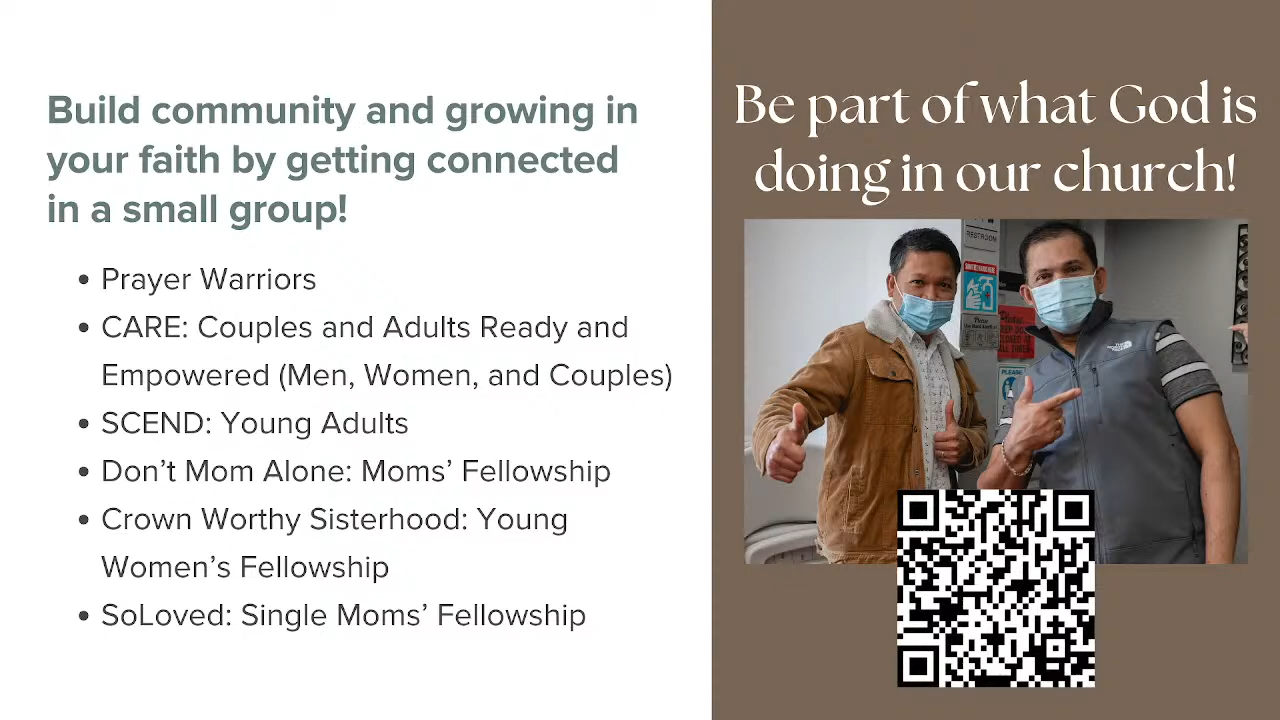 Build community and growing in
your faith by getting connected
in a small group!
• Prayer Warriors
• CARE: Couples and Adults Ready and
Empowered (Men, Women, and Couples)
• SCEND: Young Adults
• Don’t Mom Alone: Moms’ Fellowship
• Crown Worthy Sisterhood: Young
Women’s Fellowship
• SoLoved: Single Moms’ Fellowship
Be part of what God is
doing in our church!
RESTROOM
Please
PLEASE